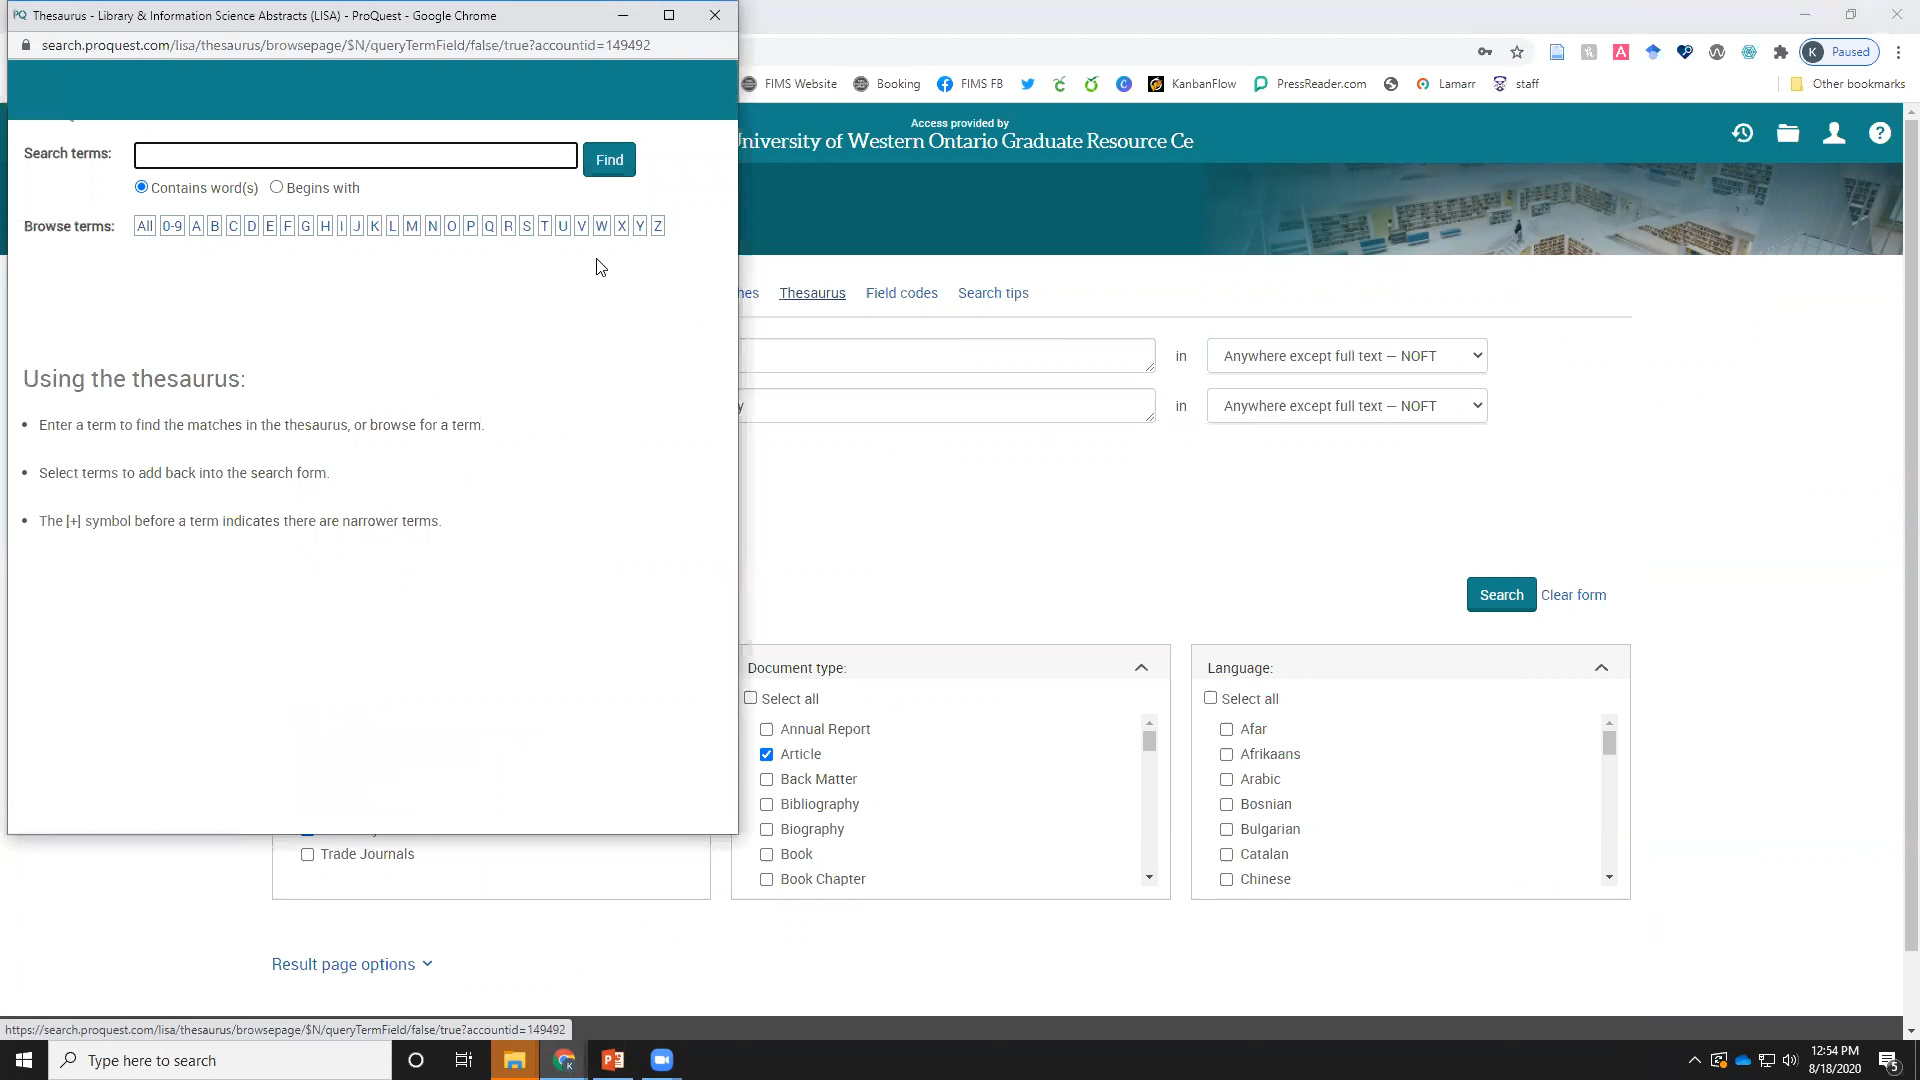 Thesaurus - Library & Information Science Abstracts (LISA) - ProQuest - Google Chrome
search.proquest.com/lisa/thesaurus/browsepage/$N/queryTermField/false/true?accountid=149492
K Paused
FIMS Website Booking FIMS FB KanbanFlow PressReader.com Lamarr staff Other bookmarks
Access provided by
University of Western Ontario Graduate Resource Ce
Search terms: Find
Contains word(s) Begins with
Browse terms: All 0-9 A B C D E F G H I J K L M N O P Q R S T U V W X Y Z
hes Thesaurus Field codes Search tips
in Anywhere except full text — NOFT
y in Anywhere except full text — NOFT
Using the thesaurus:
Enter a term to find the matches in the thesaurus, or browse for a term.
Select terms to add back into the search form.
The [+] symbol before a term indicates there are narrower terms.
Search Clear form
Document type:
Select all
Annual Report
Article
Back Matter
Bibliography
Biography
Book
Book Chapter
Language:
Select all
Afar
Afrikaans
Arabic
Bosnian
Bulgarian
Catalan
Chinese
Trade Journals
Result page options
https://search.proquest.com/lisa/thesaurus/browsepage/$N/queryTermField/false/true?accountid=149492
Type here to search
12:54 PM
8/18/2020
5